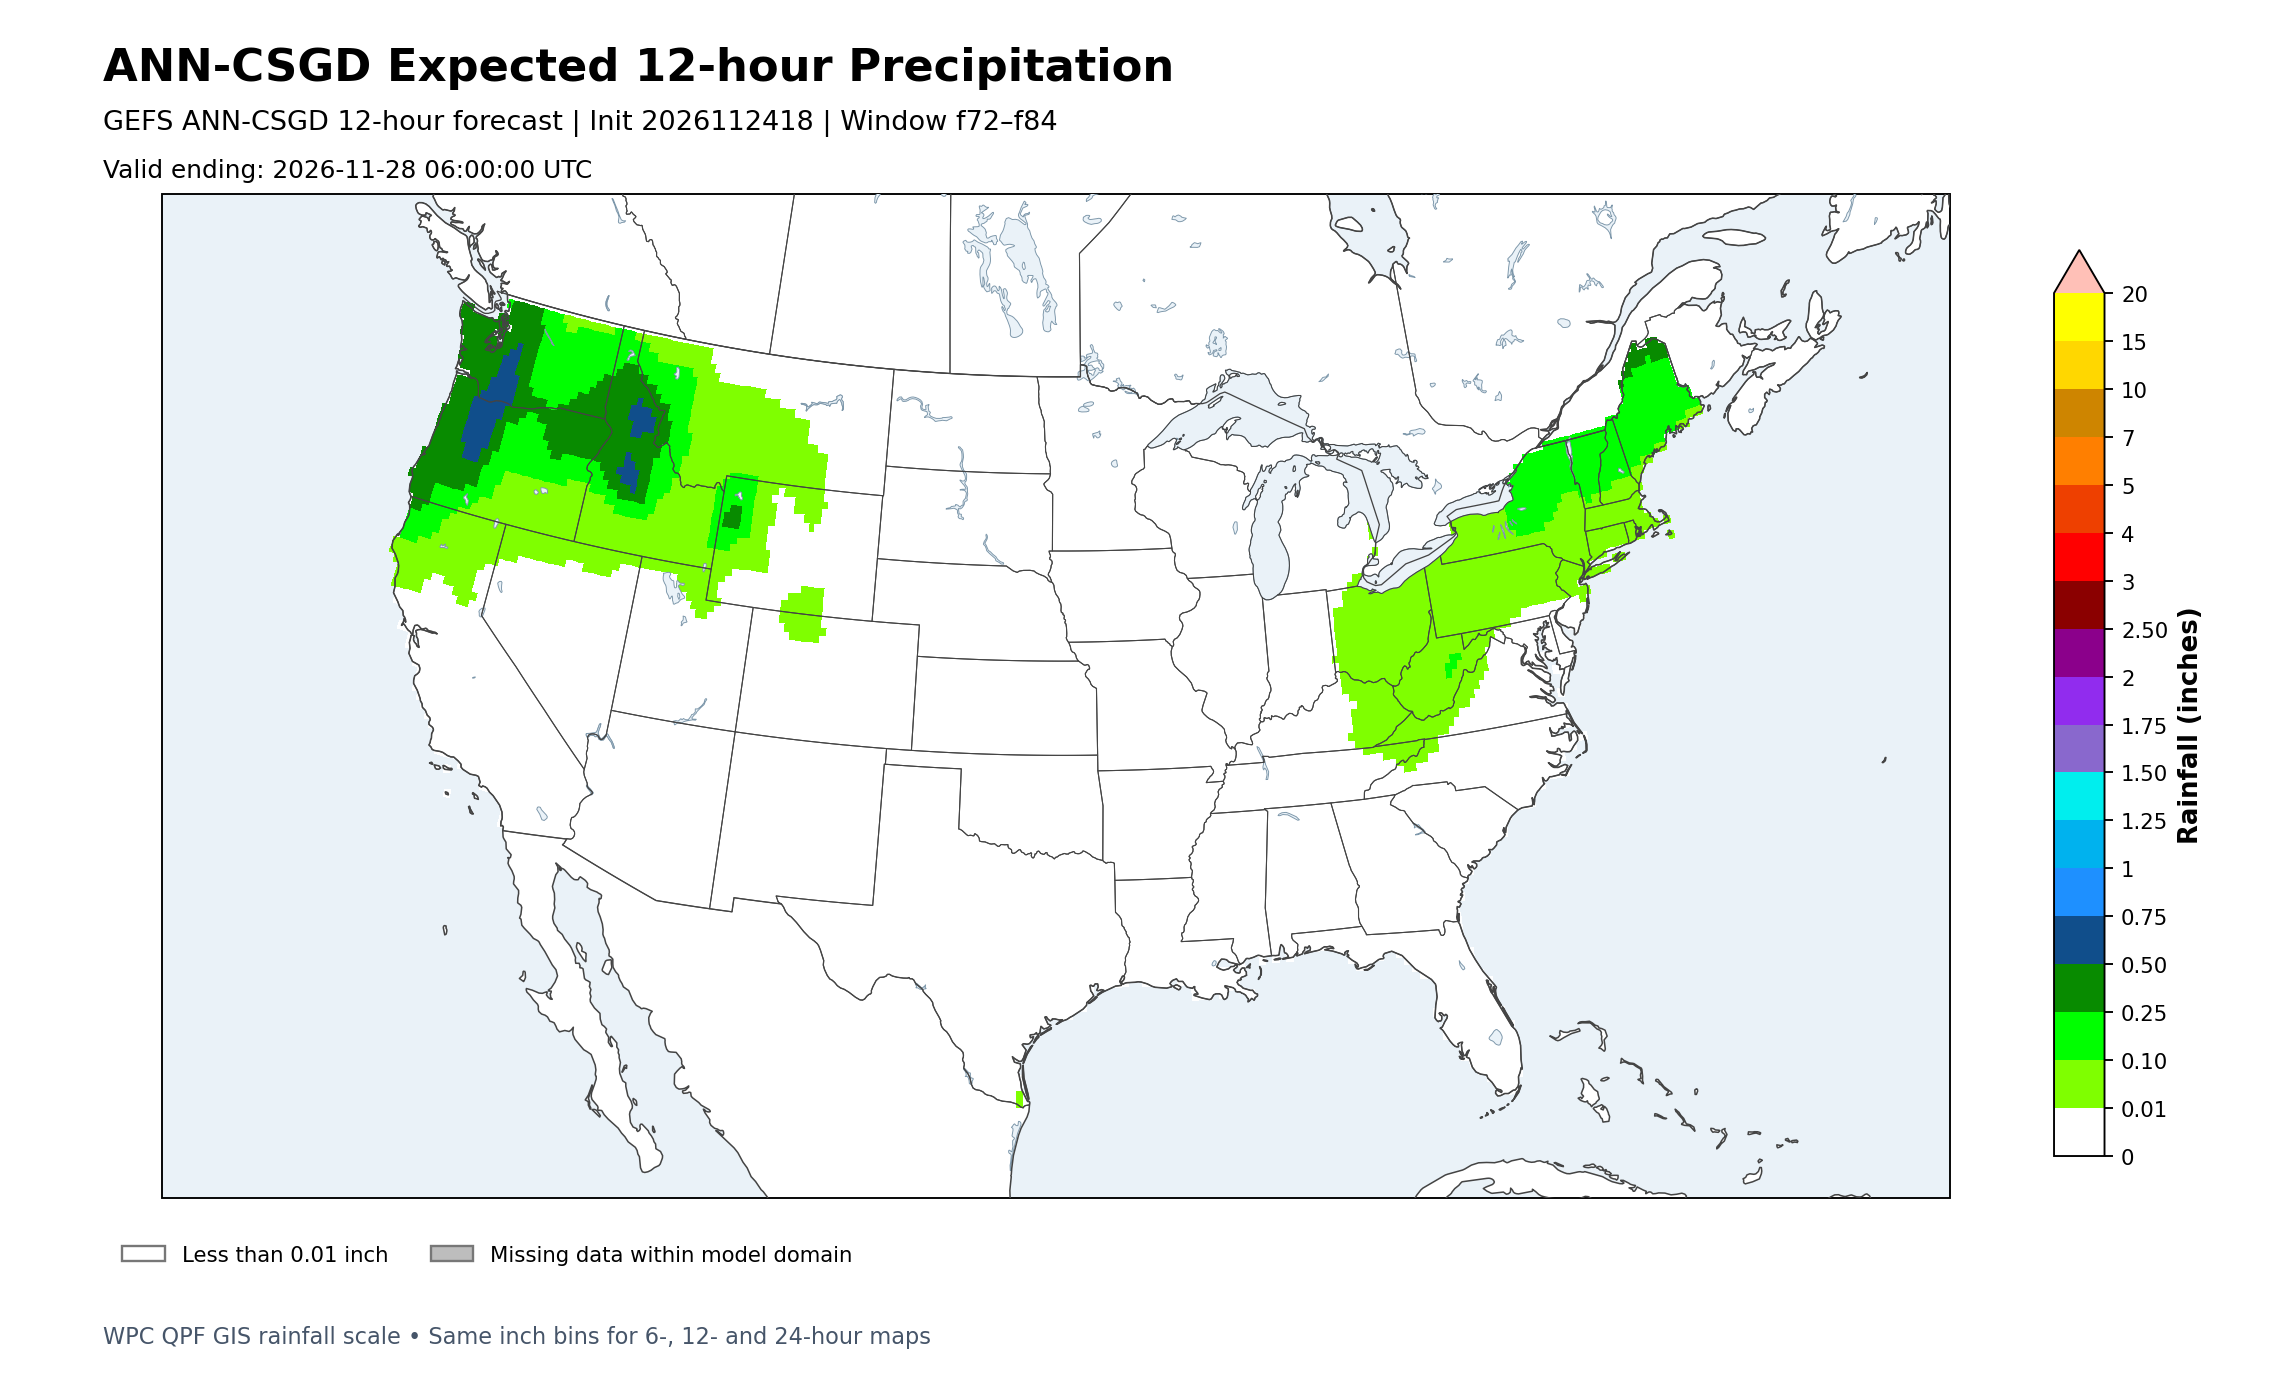 ANN-CSGD Expected 12-hour Precipitation
GEFS ANN-CSGD 12-hour forecast | Init 2026112418 | Window f72–f84
Valid ending: 2026-11-28 06:00:00 UTC
20
15
10
7
5
4
3
2.50
2
1.75
1.50
1.25
1
0.75
0.50
0.25
0.10
0.01
0
Rainfall (inches)
Less than 0.01 inch
Missing data within model domain
WPC QPF GIS rainfall scale • Same inch bins for 6-, 12- and 24-hour maps